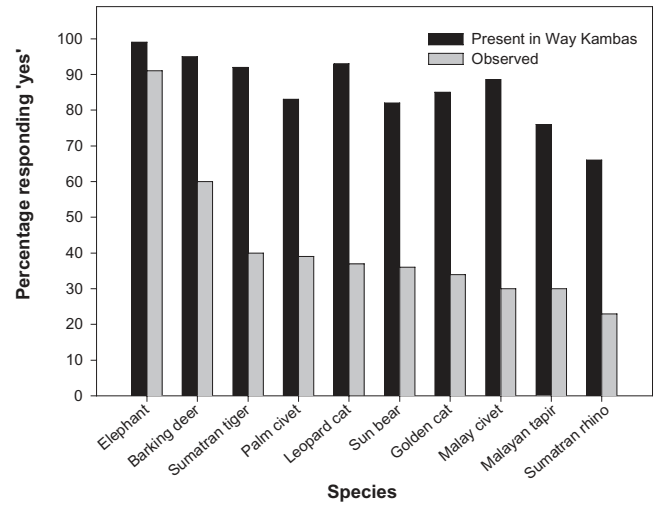 Percentage responding 'yes'
100
90
80
70
60
50
40
30
20
10
0
Present in Way Kambas
Observed
Elephant
Barking deer
Sumatran tiger
Palm civet
Leopard cat
Sun bear
Golden cat
Malay civet
Malayan tapir
Sumatran rhino
Species